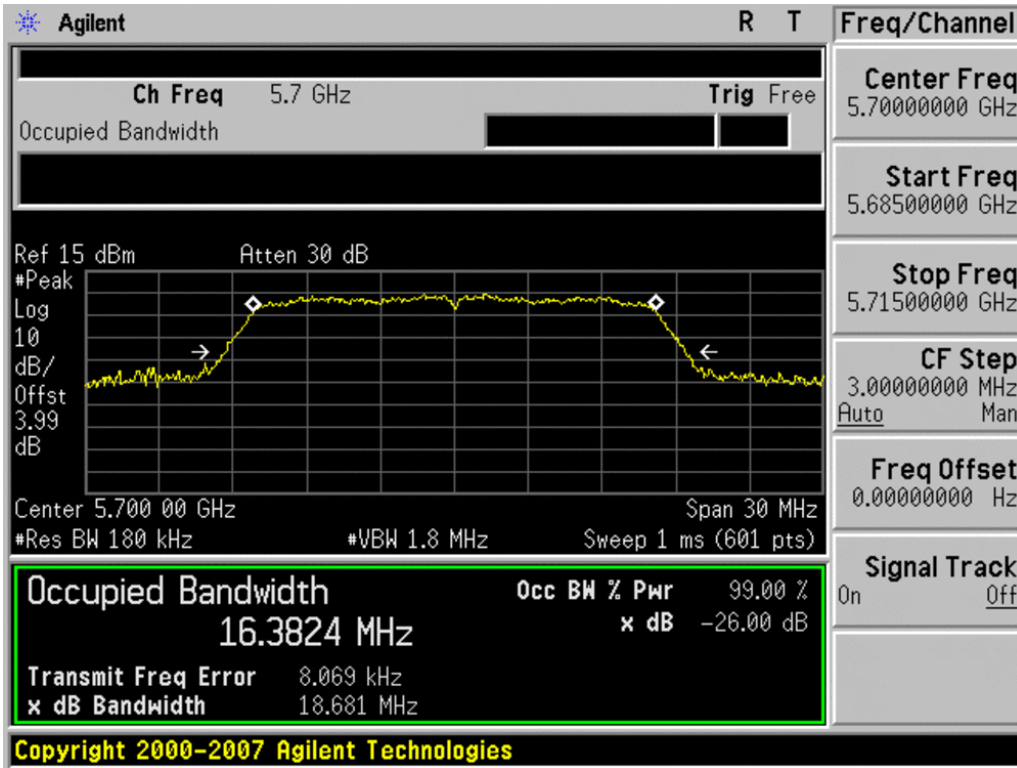 Agilent R T
Freq/Channel
Ch Freq 5.7 GHz Trig Free
Occupied Bandwidth
Center Freq
5.70000000 GHz
Start Freq
5.68500000 GHz
Stop Freq
5.71500000 GHz
CF Step
3.00000000 MHz
Auto Man
Freq Offset
0.00000000 Hz
Signal Track
On Off
Ref 15 dBm Atten 30 dB
#Peak
Log
10
dB/
Offst
3.99
dB
Center 5.700 00 GHz Span 30 MHz
#Res BW 180 kHz #VBW 1.8 MHz Sweep 1 ms (601 pts)
Occupied Bandwidth Occ BW % Pwr 99.00 %
16.3824 MHz x dB -26.00 dB
Transmit Freq Error 8.069 kHz
x dB Bandwidth 18.681 MHz
Copyright 2000-2007 Agilent Technologies